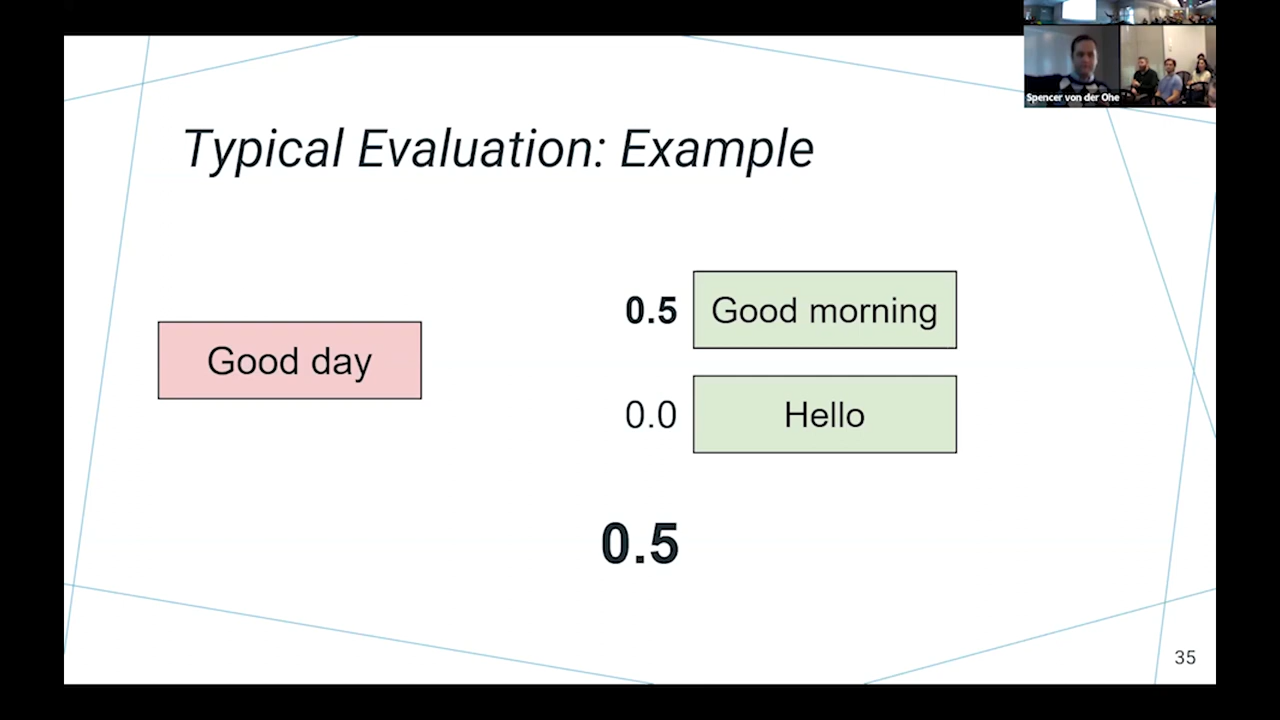 Spencer von der Ohe
Typical Evaluation: Example
Good day
0.5 Good morning
0.0 Hello
0.5
35